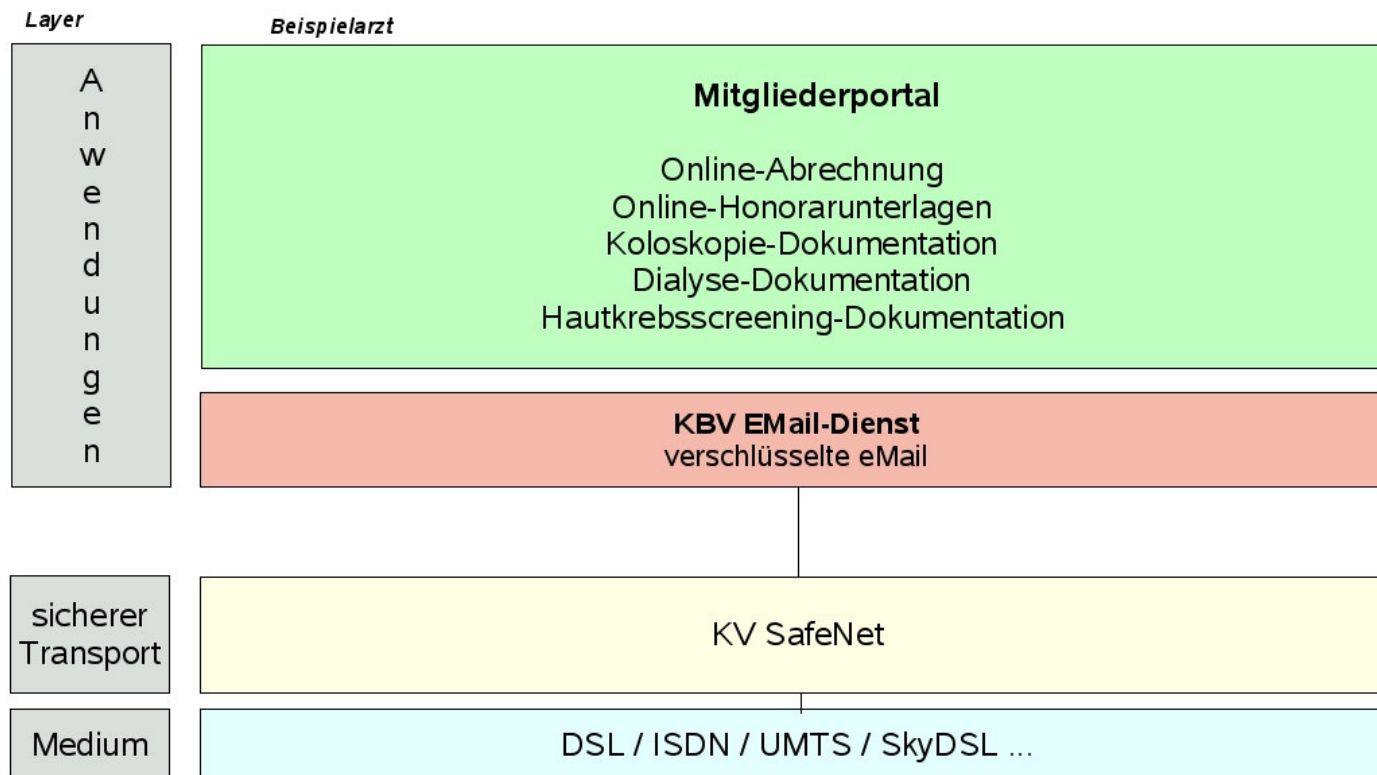 Layer
Beispielarzt
Anwendungen
Mitgliederportal
Online-Abrechnung
Online-Honorarunterlagen
Koloskopie-Dokumentation
Dialyse-Dokumentation
Hautkrebsscreening-Dokumentation
KBV EMail-Dienst
verschlüsselte eMail
sicherer
Transport
KV SafeNet
Medium
DSL / ISDN / UMTS / SkyDSL ...